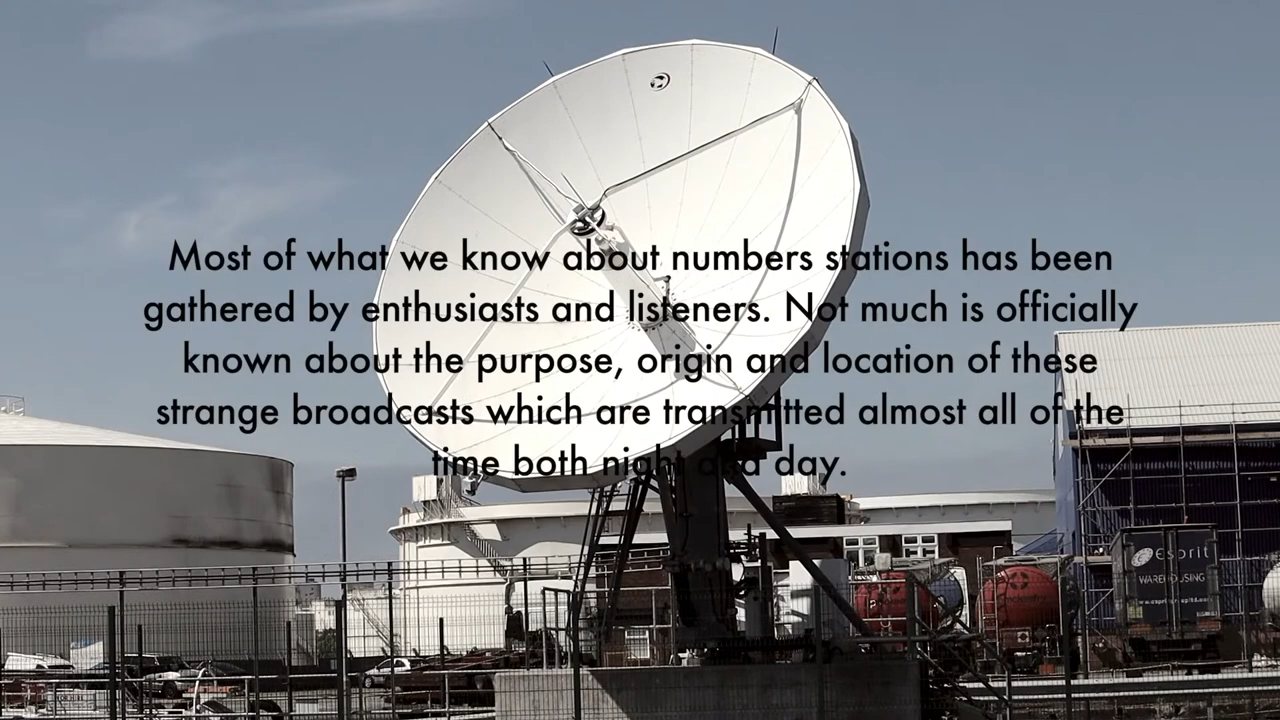 Most of what we know about numbers stations has been
gathered by enthusiasts and listeners. Not much is officially
known about the purpose, origin and location of these
strange broadcasts which are transmitted almost all of the
time both night and day.
Esprit
WAREHOUSING